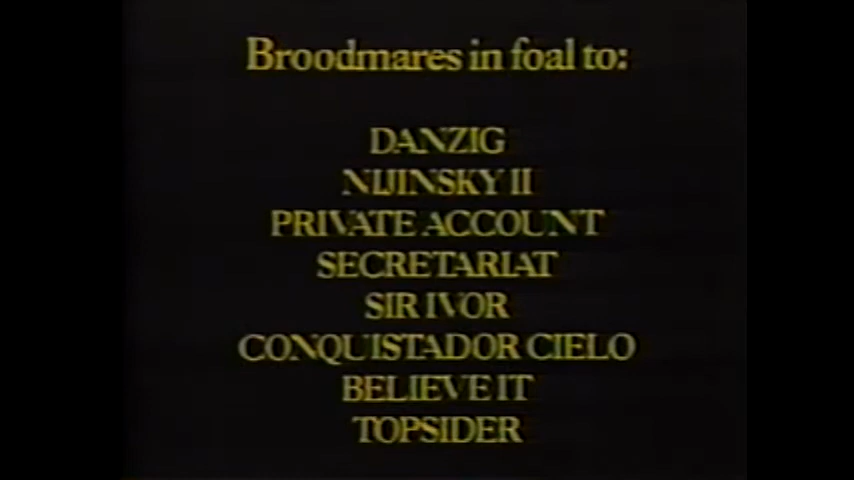 Broodmares in foal to:
DANZIG
NIJINSKY II
PRIVATE ACCOUNT
SECRETARIAT
SIR IVOR
CONQUISTADOR CIELO
BELIEVE IT
TOPSIDER